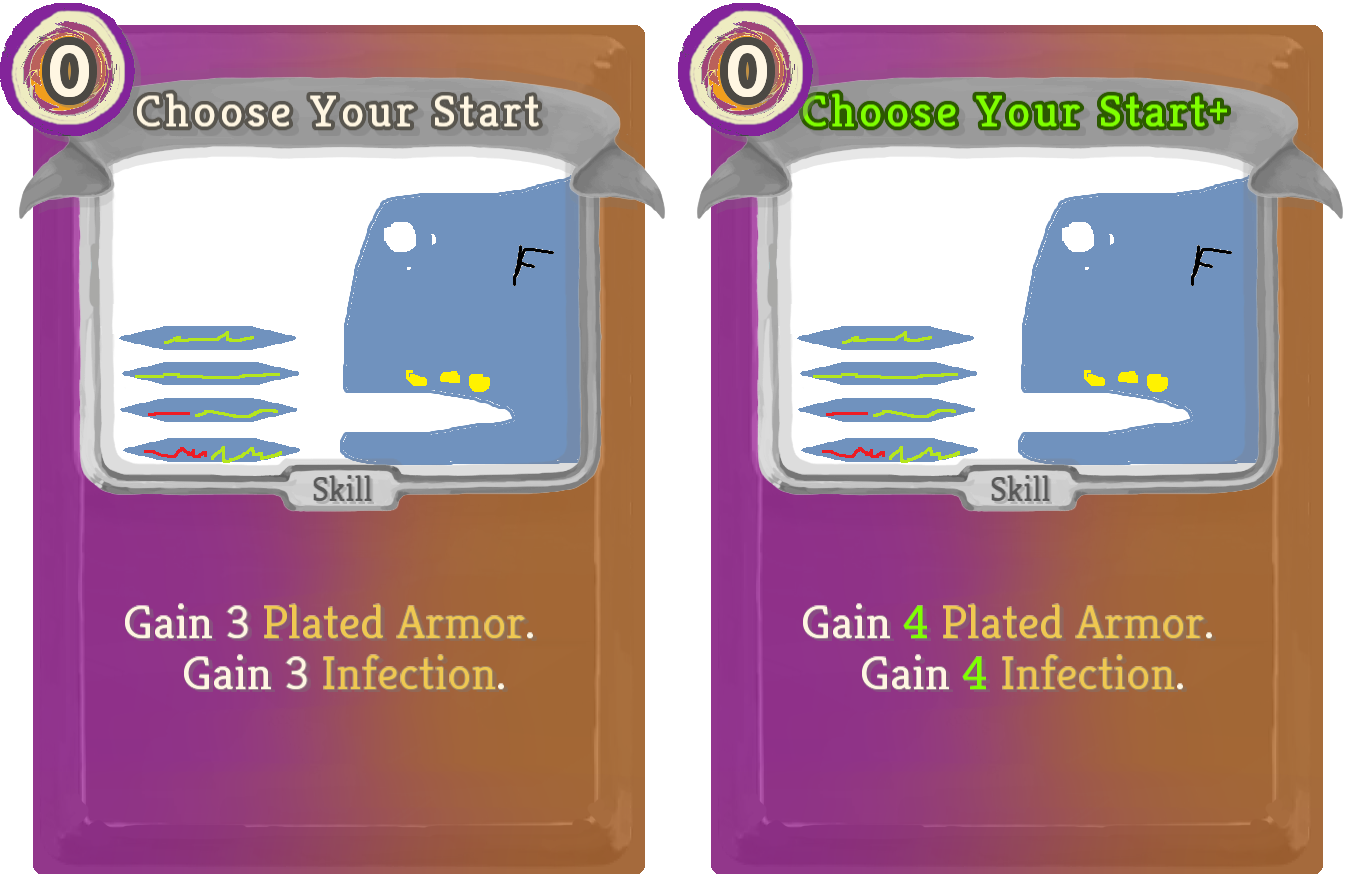 0
Choose Your Start
F
Skill
Gain 3 Plated Armor.
Gain 3 Infection.
0
Choose Your Start+
F
Skill
Gain 4 Plated Armor.
Gain 4 Infection.